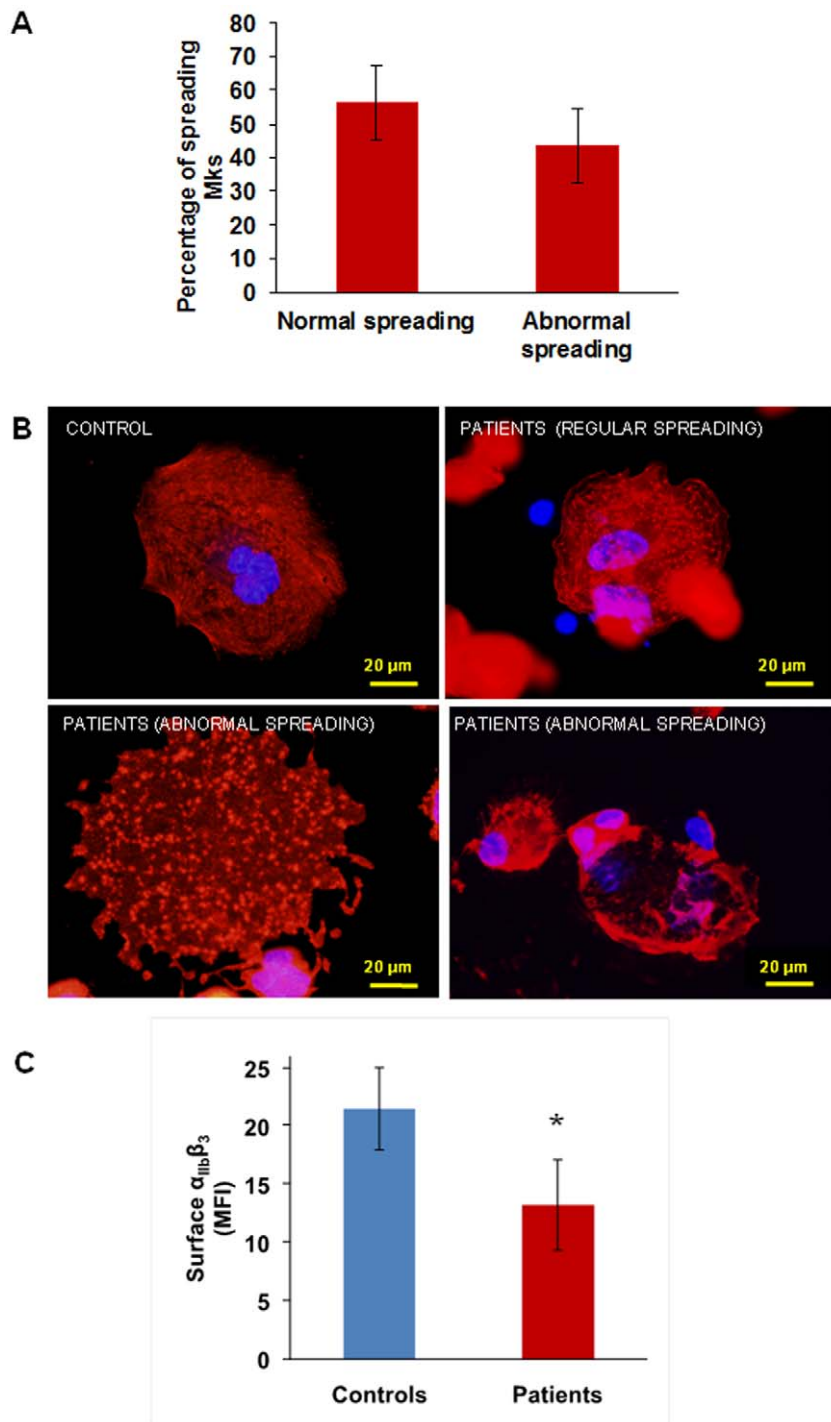 A
80
70
60
50
40
30
20
10
0
Percentage of spreading
Mks
Normal spreading
Abnormal
spreading
B
CONTROL
20 µm
PATIENTS (REGULAR SPREADING)
20 µm
PATIENTS (ABNORMAL SPREADING)
20 µm
PATIENTS (ABNORMAL SPREADING)
20 µm
C
25
20
15
10
5
0
Surface αIIbβ3
(MFI)
*
Controls
Patients